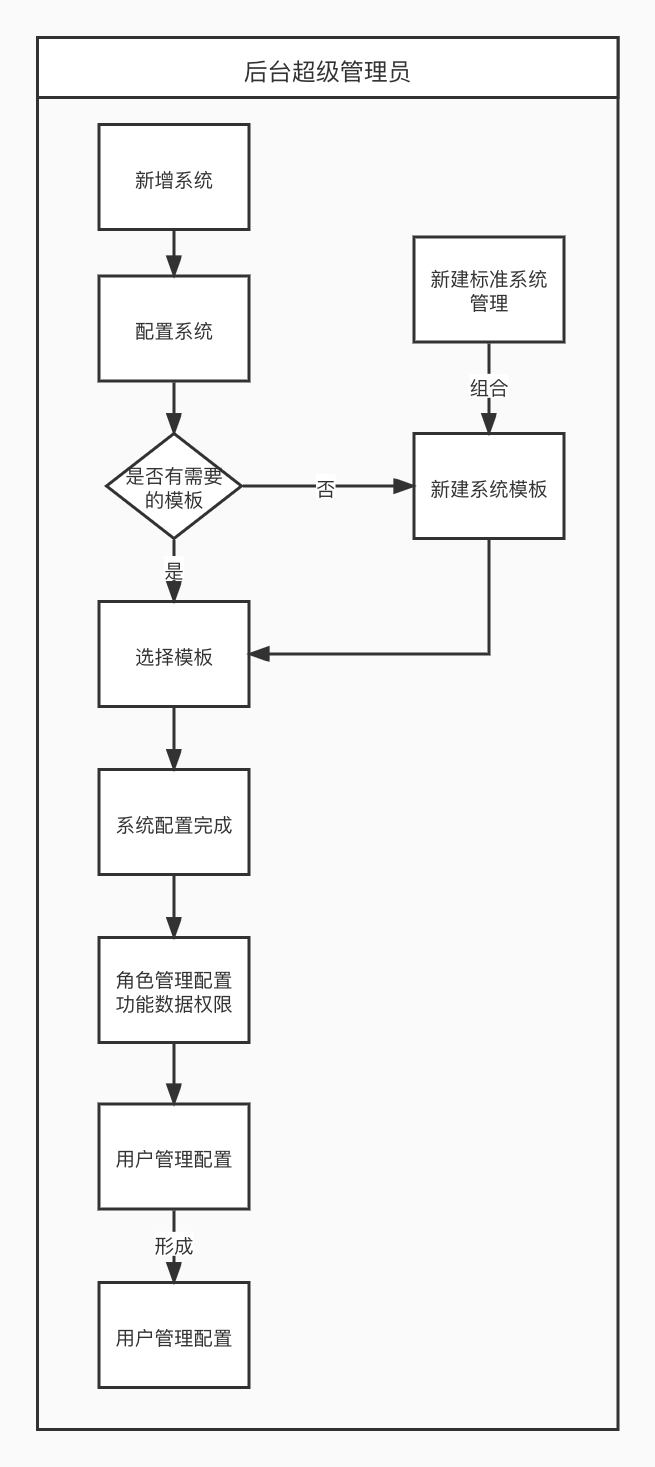 后台超级管理员
新增系统
配置系统
新建标准系统
管理
组合
是否有需要
的模板
否
新建系统模板
是
选择模板
系统配置完成
角色管理配置
功能数据权限
用户管理配置
形成
用户管理配置